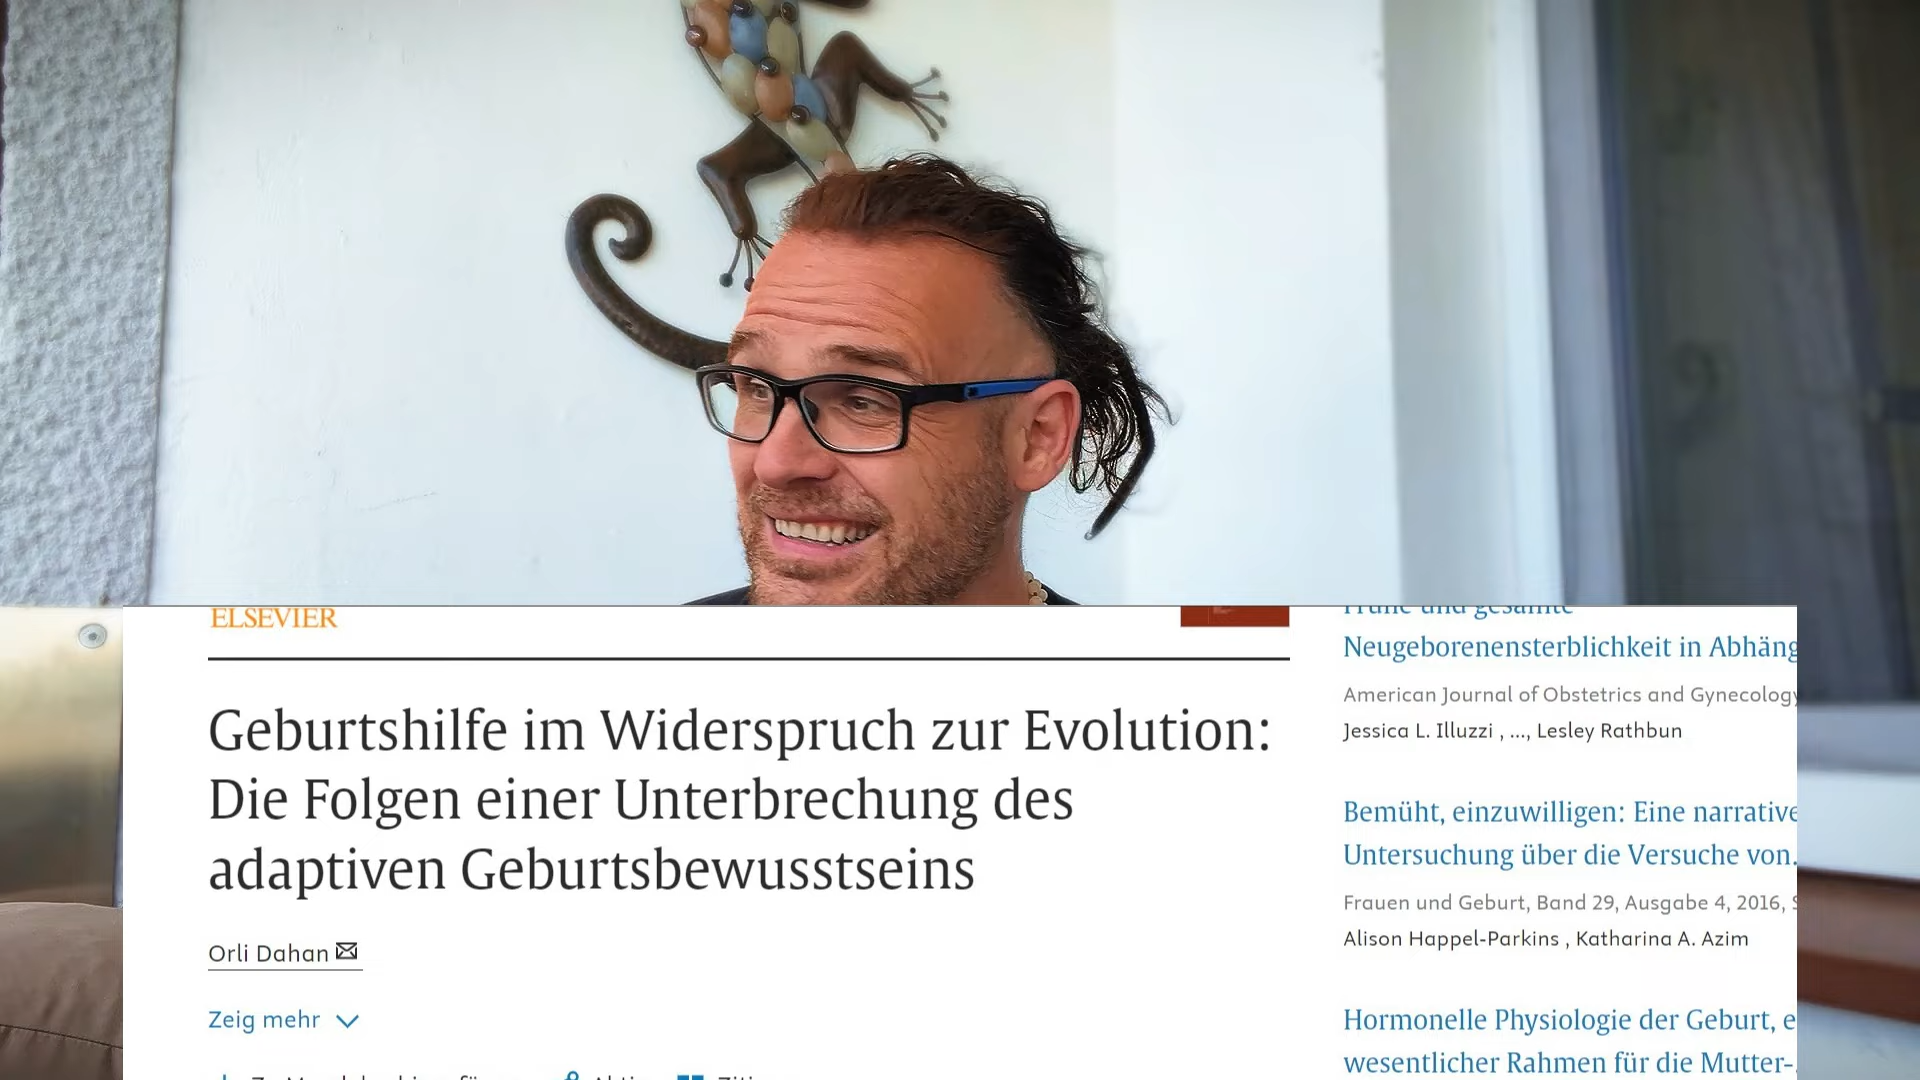 ELSEVIER
Geburtshilfe im Widerspruch zur Evolution:
Die Folgen einer Unterbrechung des
adaptiven Geburtsbewusstseins
Orli Dahan
Zeig mehr
Frühe und gesamte
Neugeborenensterblichkeit in Abhäng
American Journal of Obstetrics and Gynecology
Jessica L. Illuzzi , ..., Lesley Rathbun
Bemüht, einzuwilligen: Eine narrative
Untersuchung über die Versuche von...
Frauen und Geburt, Band 29, Ausgabe 4, 2016, S
Alison Happel-Parkins , Katharina A. Azim
Hormonelle Physiologie der Geburt, e
wesentlicher Rahmen für die Mutter-